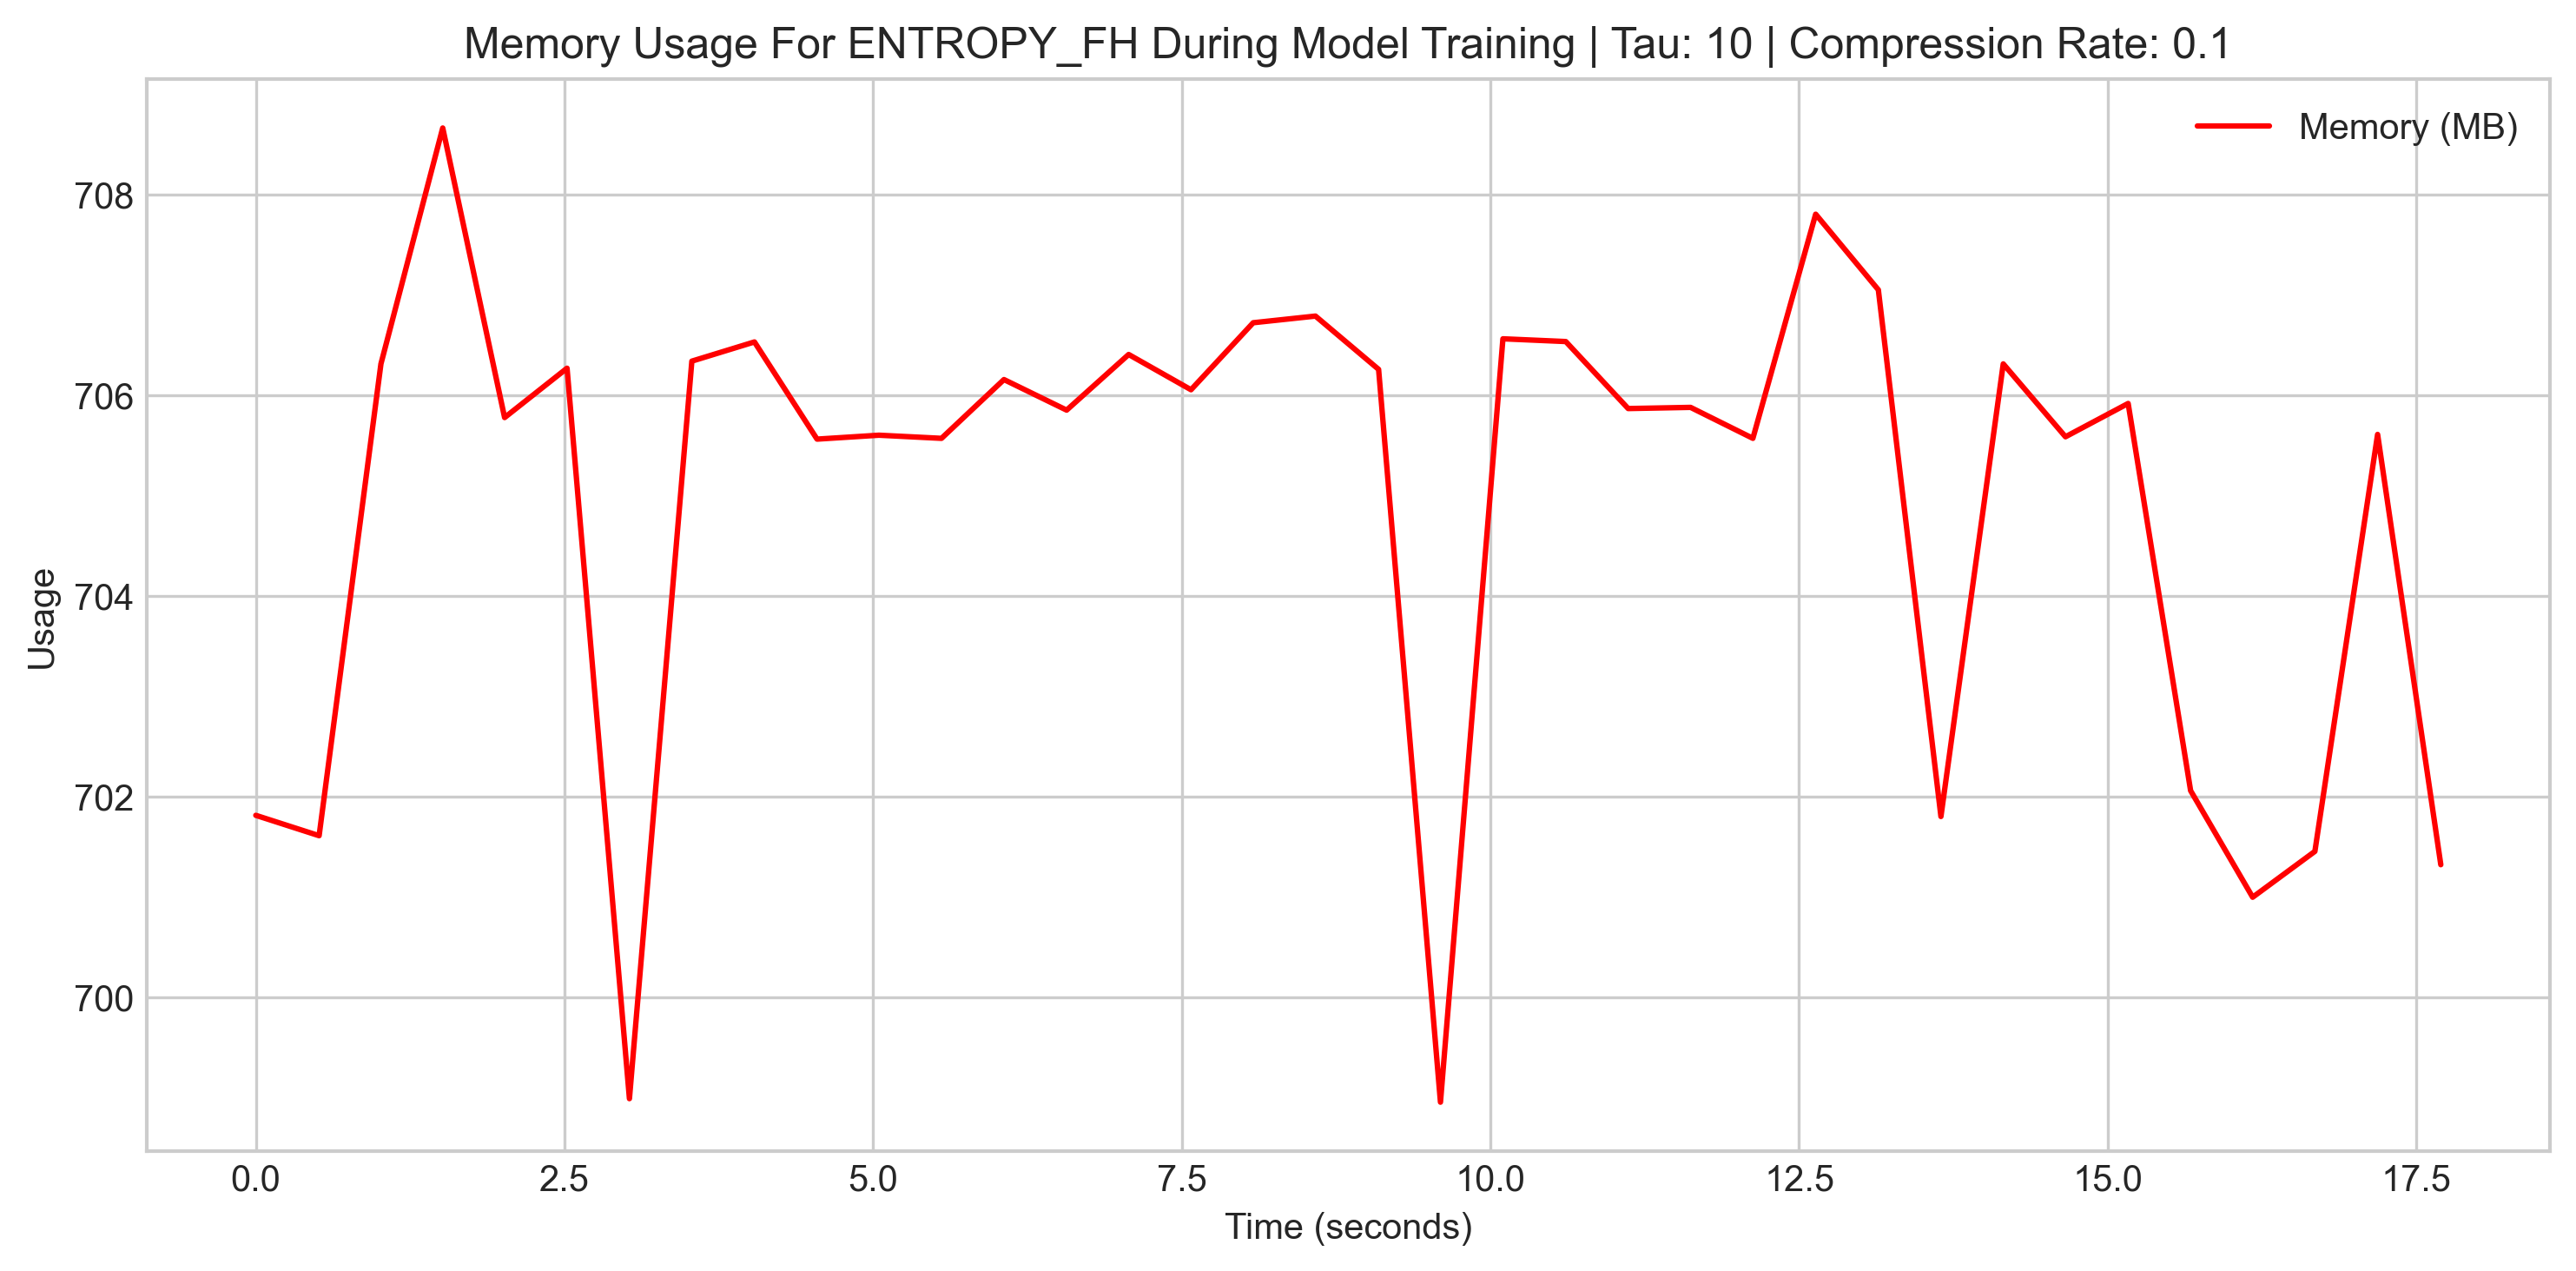 Memory Usage For ENTROPY_FH During Model Training | Tau: 10 | Compression Rate: 0.1
Memory (MB)
708
706
704
702
700
Usage
0.0 2.5 5.0 7.5 10.0 12.5 15.0 17.5
Time (seconds)